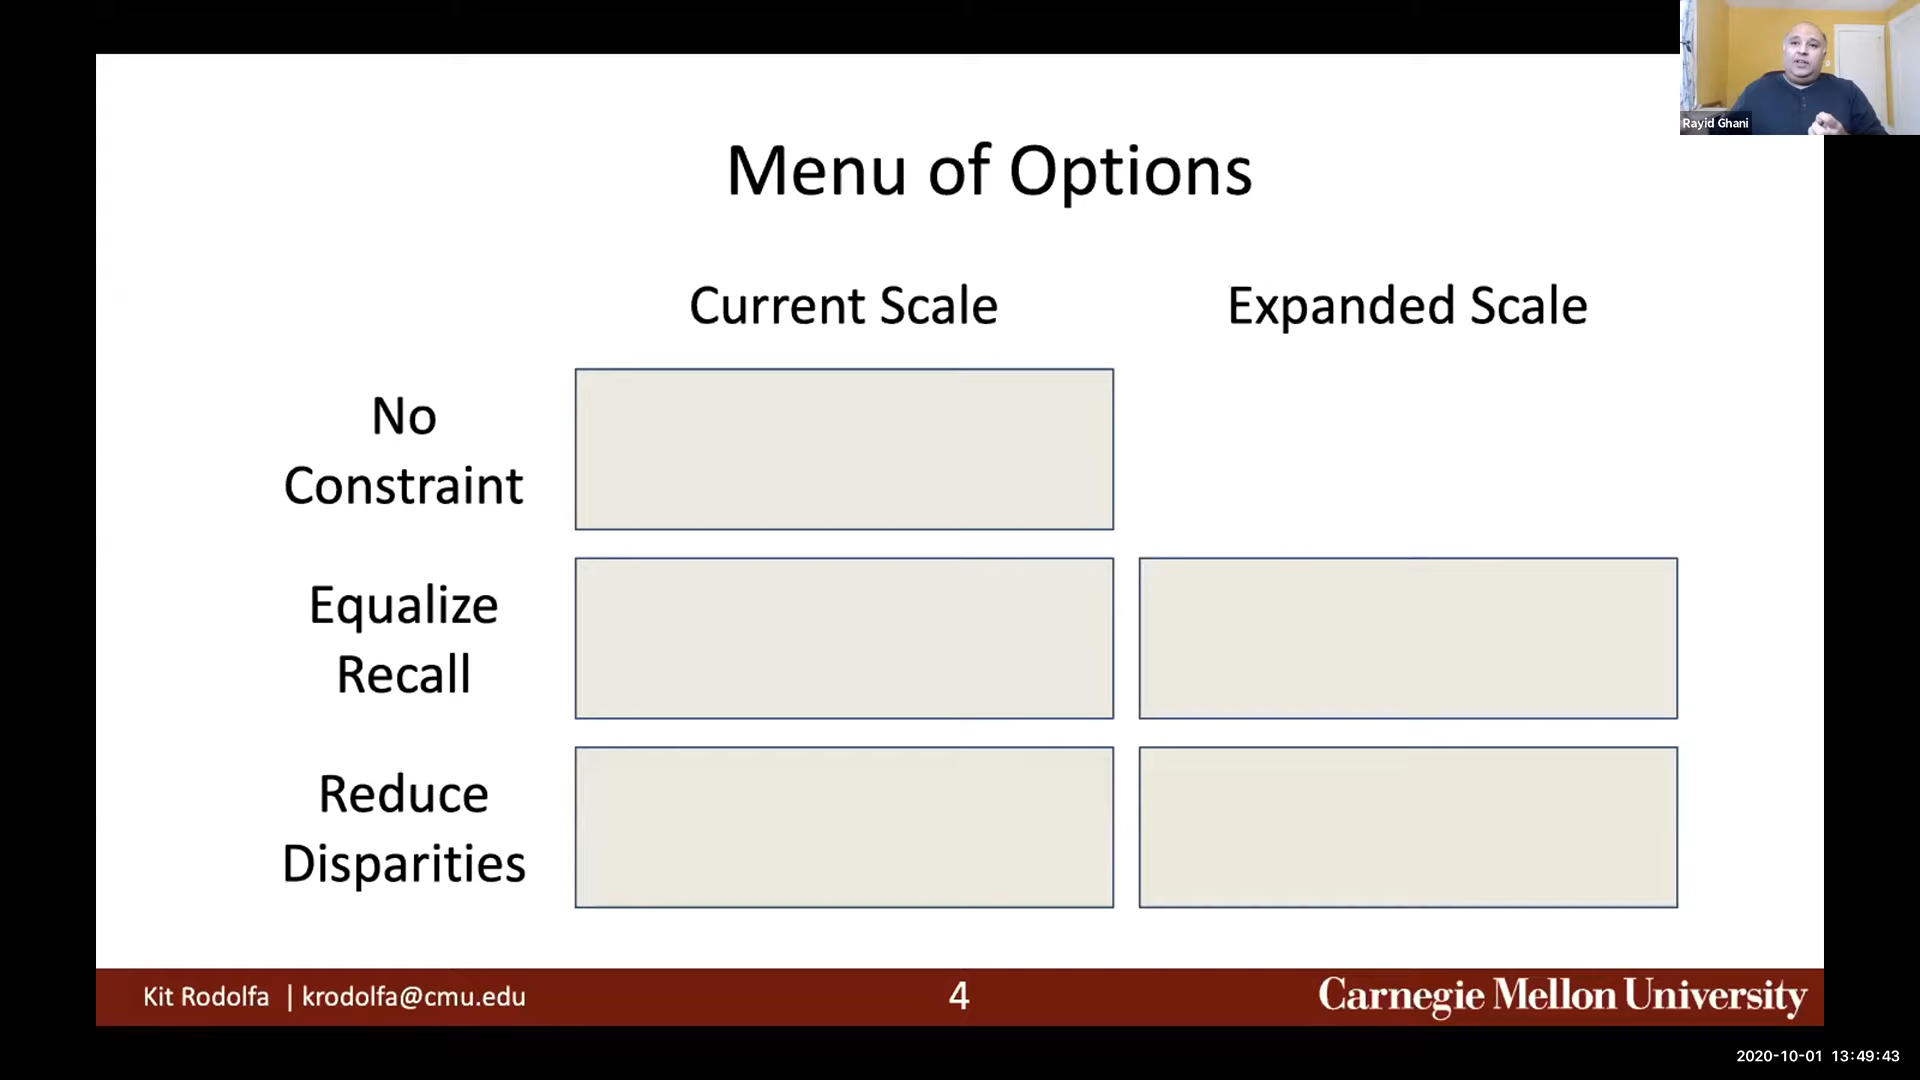 Rayid Ghani
Menu of Options
Current Scale
Expanded Scale
No
Constraint
Equalize
Recall
Reduce
Disparities
Kit Rodolfa | krodolfa@cmu.edu
4
Carnegie Mellon University
2020-10-01 13:49:43